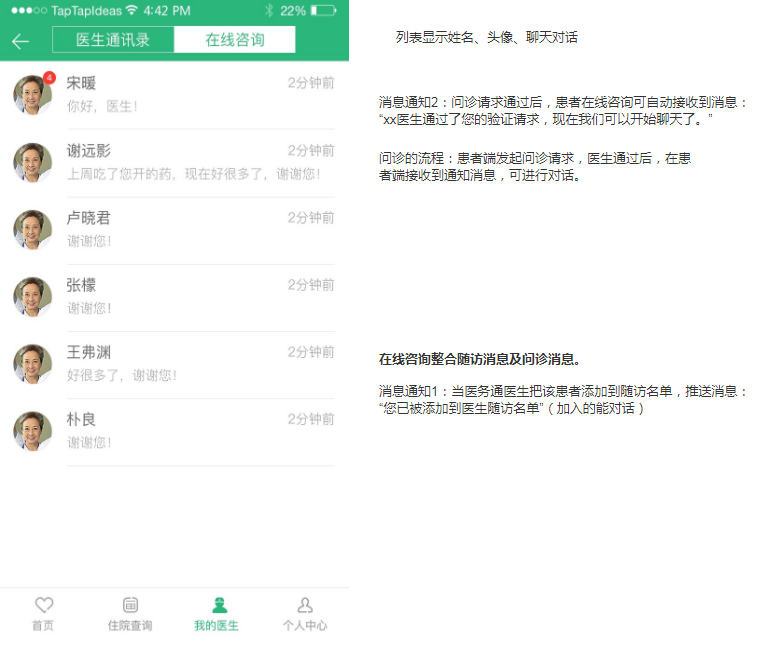 TapTapIdeas 4:42 PM 22%
医生通讯录 在线咨询
4
宋暖 2分钟前
你好，医生！
谢远影 2分钟前
上周吃了您开的药，现在好很多了，谢谢您！
卢晓君 2分钟前
谢谢您！
张檬 2分钟前
谢谢您！
王弗渊 2分钟前
好很多了，谢谢您！
朴良 2分钟前
谢谢您！
首页 住院查询 我的医生 个人中心
列表显示姓名、头像、聊天对话
消息通知2：问诊请求通过后，患者在线咨询可自动接收到消息：
“xx医生通过了您的验证请求，现在我们可以开始聊天了。”
问诊的流程：患者端发起问诊请求，医生通过后，在患
者端接收到通知消息，可进行对话。
在线咨询整合随访消息及问诊消息。
消息通知1：当医务通医生把该患者添加到随访名单，推送消息：
“您已被添加到医生随访名单”（加入的能对话）